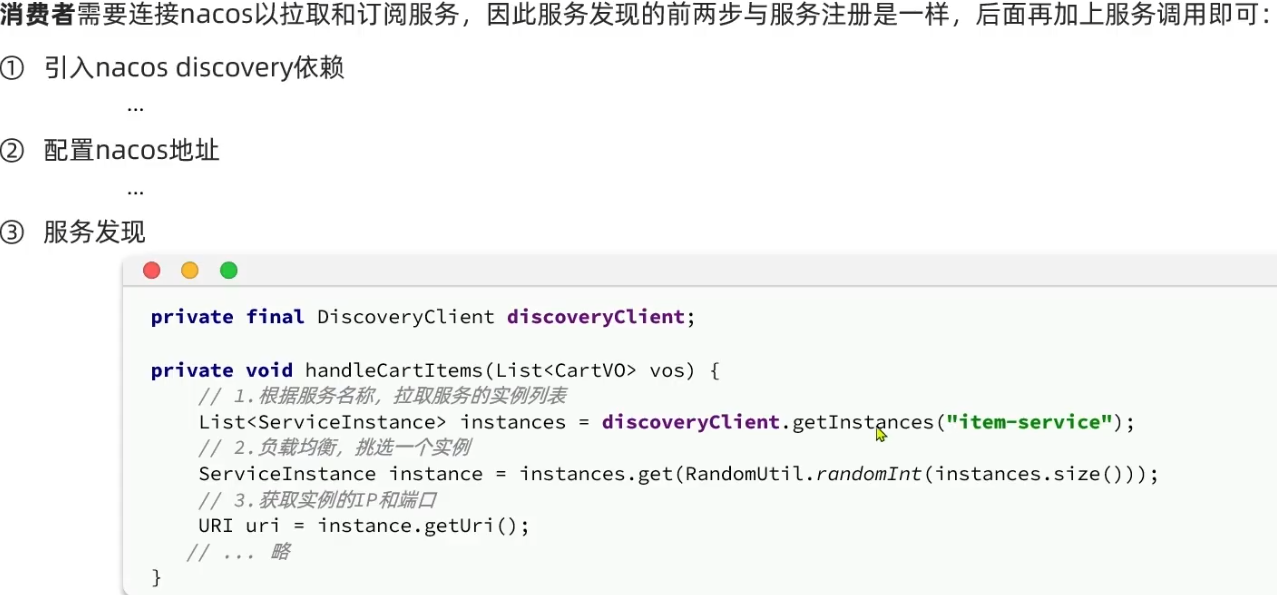 消费者需要连接nacos以拉取和订阅服务，因此服务发现的前两步与服务注册是一样，后面再加上服务调用即可：
① 引入nacos discovery依赖
...
② 配置nacos地址
...
③ 服务发现
private final DiscoveryClient discoveryClient;
private void handleCartItems(List<CartVO> vos) {
// 1.根据服务名称，拉取服务的实例列表
List<ServiceInstance> instances = discoveryClient.getInstances("item-service");
// 2.负载均衡，挑选一个实例
ServiceInstance instance = instances.get(RandomUtil.randomInt(instances.size()));
// 3.获取实例的IP和端口
URI uri = instance.getUri();
// ... 略
}